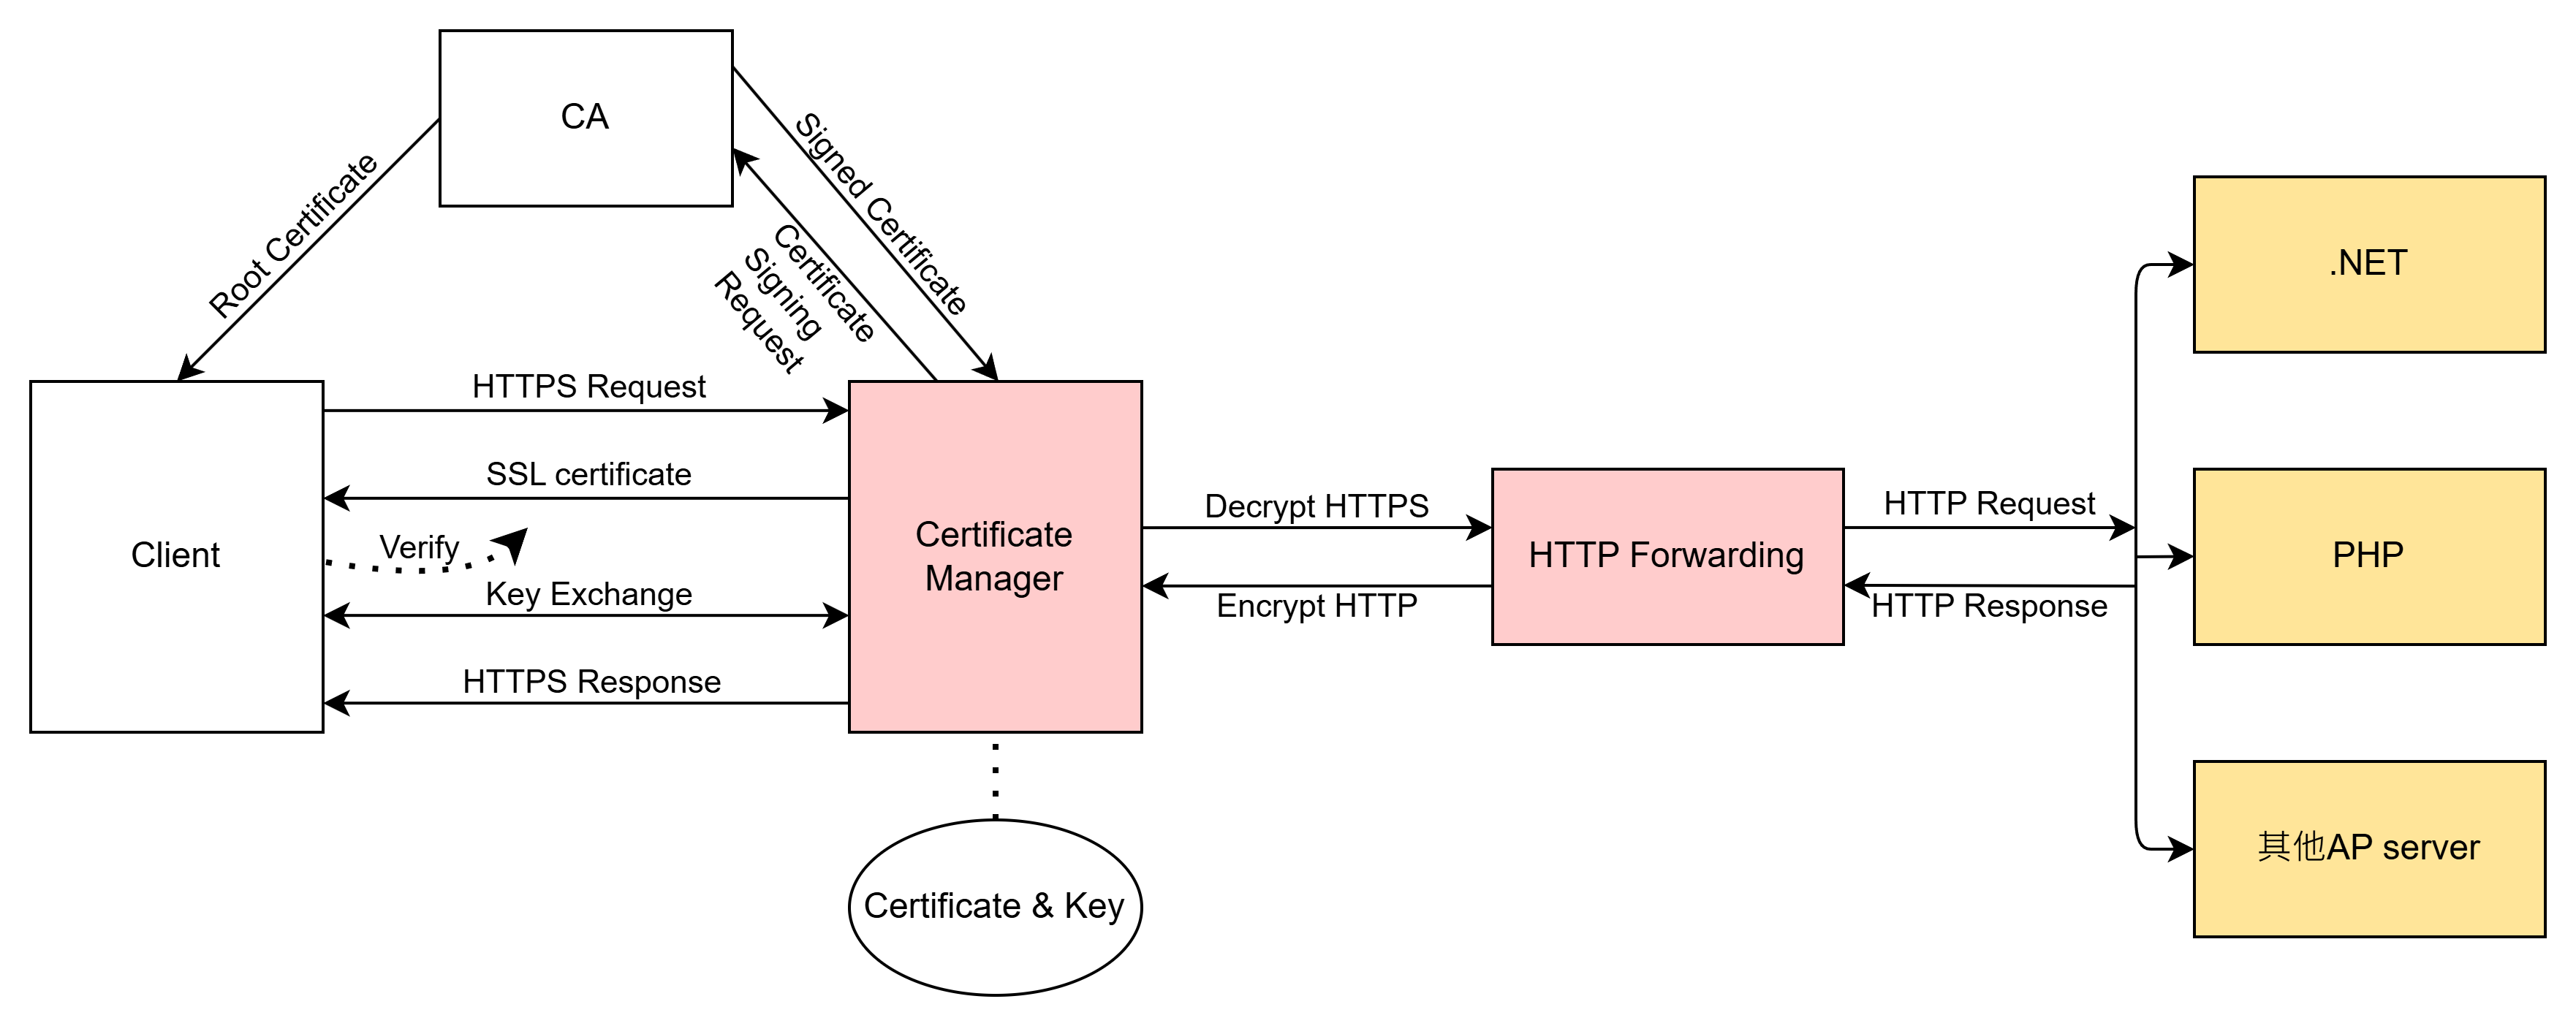 CA
Root Certificate
Signed Certificate
Certificate
Signing
Request
Client
HTTPS Request
SSL certificate
Verify
Key Exchange
HTTPS Response
Certificate
Manager
Certificate & Key
Decrypt HTTPS
Encrypt HTTP
HTTP Forwarding
HTTP Request
HTTP Response
.NET
PHP
其他AP server